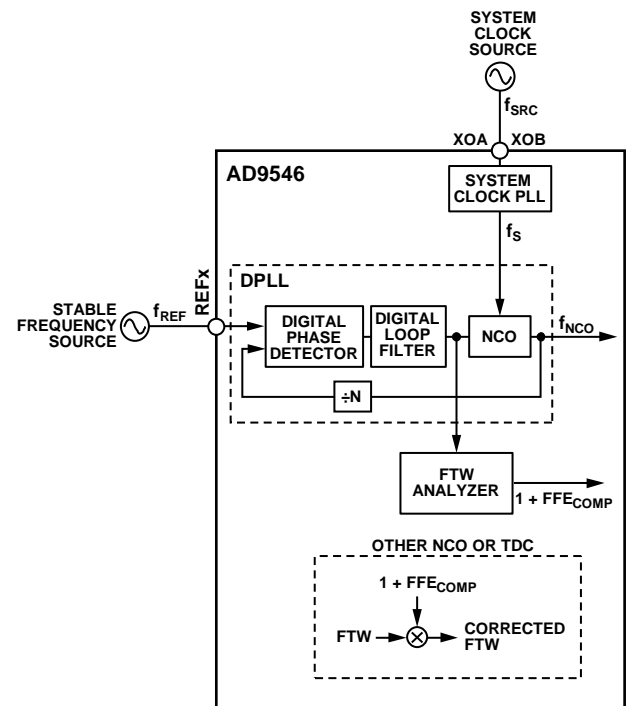 SYSTEM
CLOCK
SOURCE
fSRC
XOA XOB
AD9546
SYSTEM
CLOCK PLL
fS
DPLL
REFx
STABLE
FREQUENCY
SOURCE
fREF
DIGITAL
PHASE
DETECTOR
DIGITAL
LOOP
FILTER
NCO
fNCO
÷N
FTW
ANALYZER
1 + FFECOMP
OTHER NCO OR TDC
1 + FFECOMP
FTW
CORRECTED
FTW